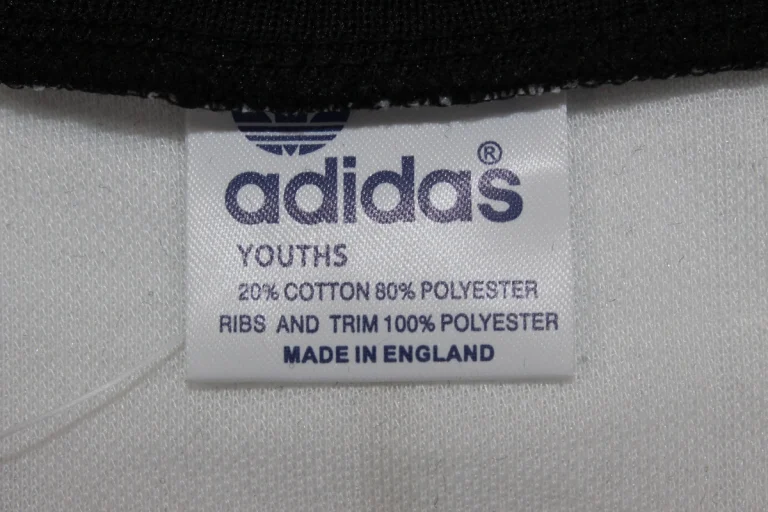 adidas®
YOUTHS
20% COTTON 80% POLYESTER
RIBS AND TRIM 100% POLYESTER
MADE IN ENGLAND